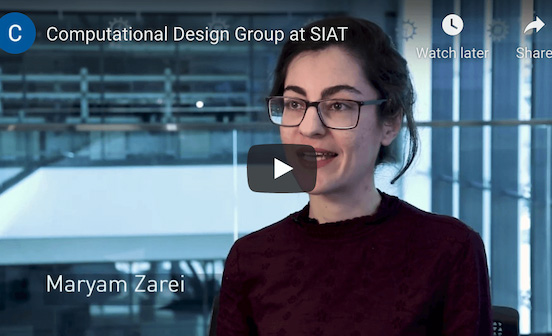 C
Computational Design Group at SIAT
Watch later
Share
Maryam Zarei